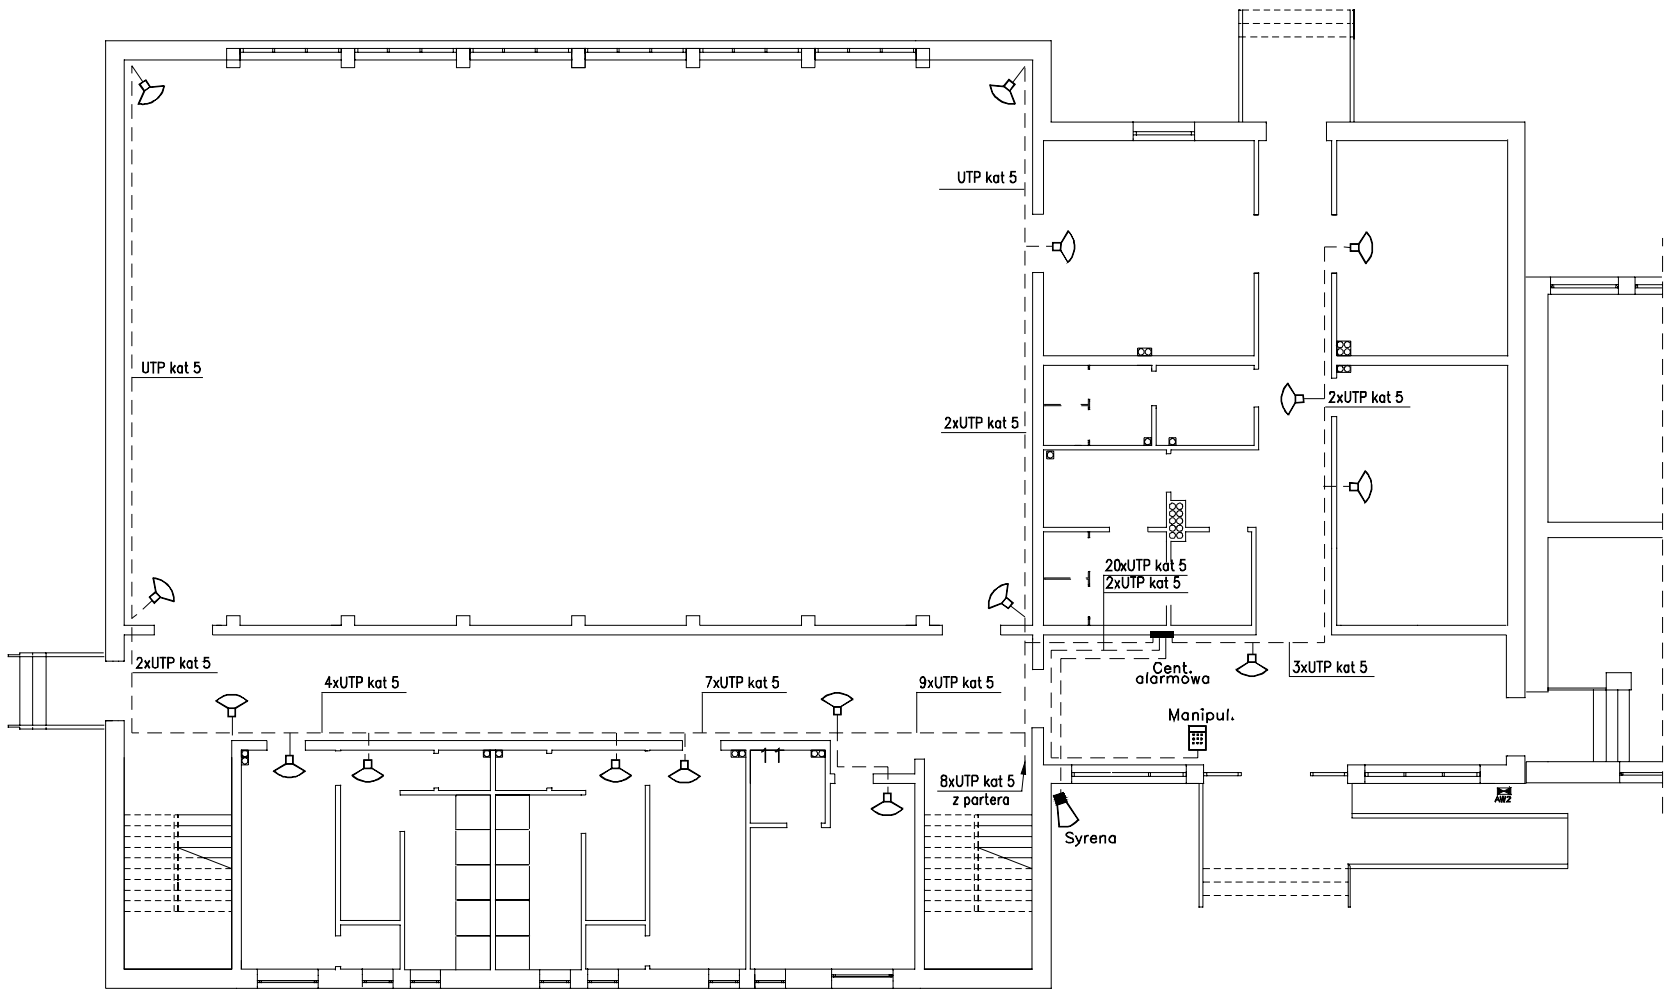 UTP kat 5
UTP kat 5
2xUTP kat 5
2xUTP kat 5
20xUTP kat 5
2xUTP kat 5
2xUTP kat 5
4xUTP kat 5
7xUTP kat 5
9xUTP kat 5
Cent.
alarmowa
3xUTP kat 5
Manipul.
8xUTP kat 5
z partera
AW2
Syrena